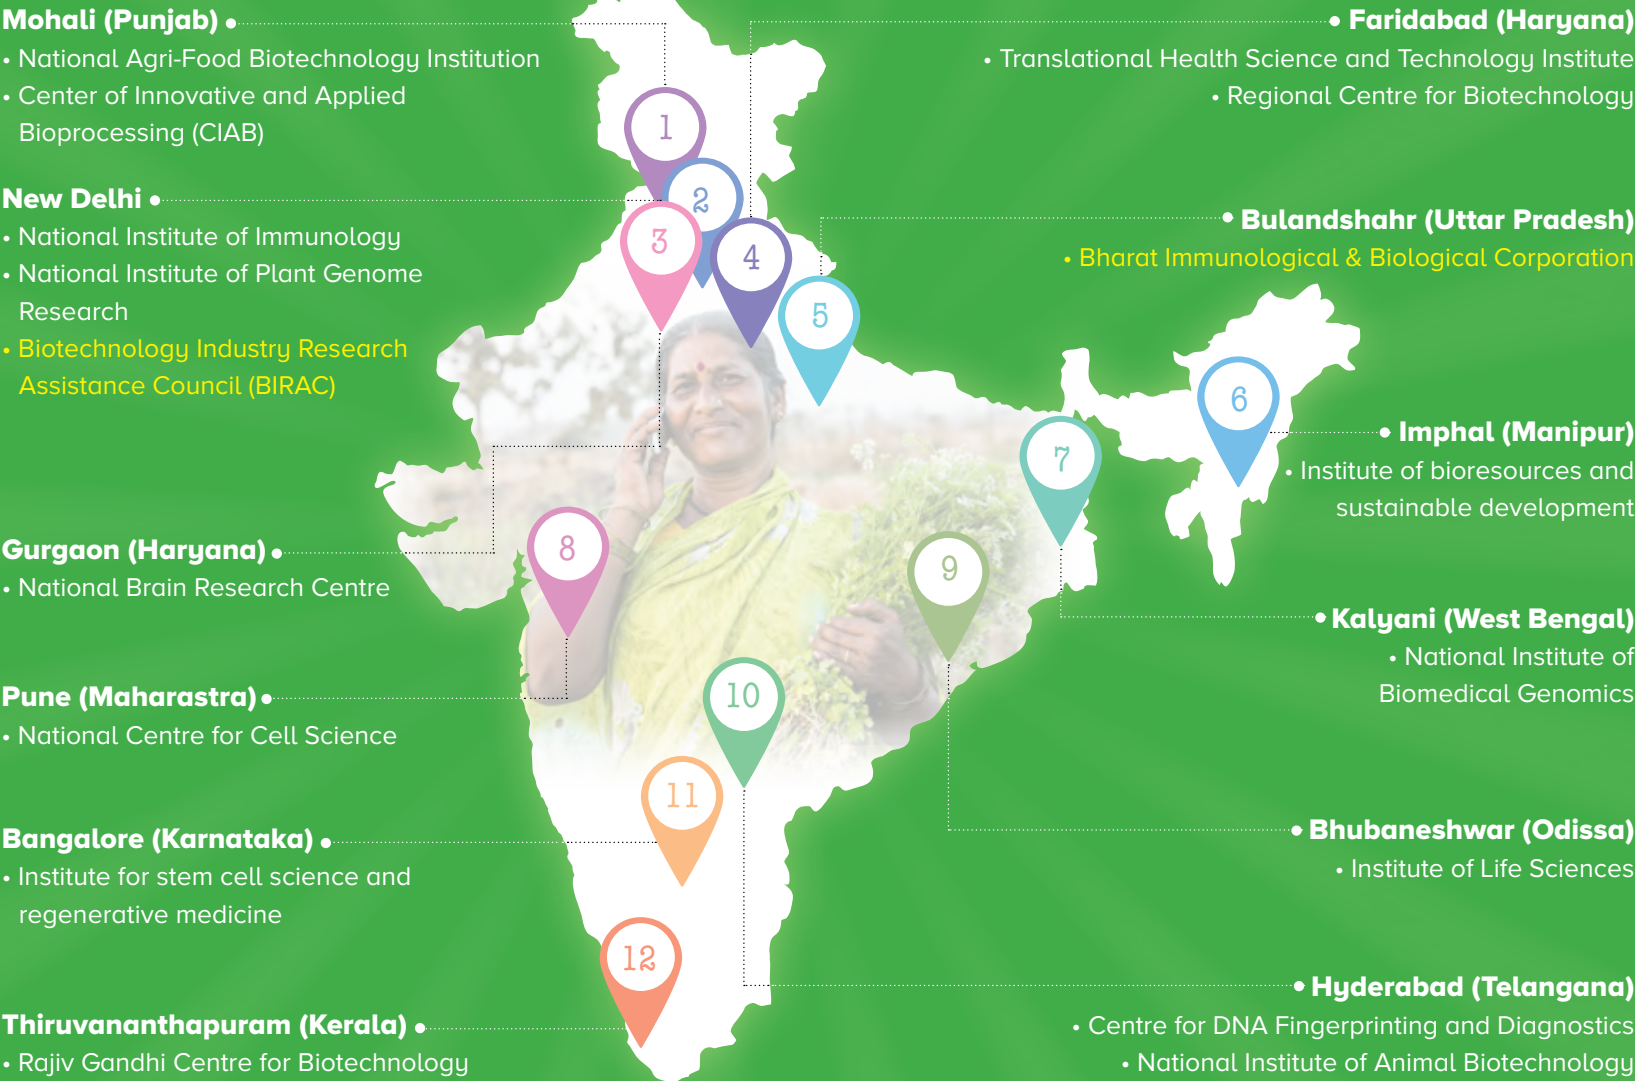 Mohali (Punjab)
• National Agri-Food Biotechnology Institution
• Center of Innovative and Applied
Bioprocessing (CIAB)
New Delhi
• National Institute of Immunology
• National Institute of Plant Genome
Research
• Biotechnology Industry Research
Assistance Council (BIRAC)
Gurgaon (Haryana)
• National Brain Research Centre
Pune (Maharastra)
• National Centre for Cell Science
Bangalore (Karnataka)
• Institute for stem cell science and
regenerative medicine
Thiruvananthapuram (Kerala)
• Rajiv Gandhi Centre for Biotechnology
1
2
3
4
5
6
7
8
9
10
11
12
Faridabad (Haryana)
• Translational Health Science and Technology Institute
• Regional Centre for Biotechnology
Bulandshahr (Uttar Pradesh)
• Bharat Immunological & Biological Corporation
Imphal (Manipur)
• Institute of bioresources and
sustainable development
Kalyani (West Bengal)
• National Institute of
Biomedical Genomics
Bhubaneshwar (Odissa)
• Institute of Life Sciences
Hyderabad (Telangana)
• Centre for DNA Fingerprinting and Diagnostics
• National Institute of Animal Biotechnology